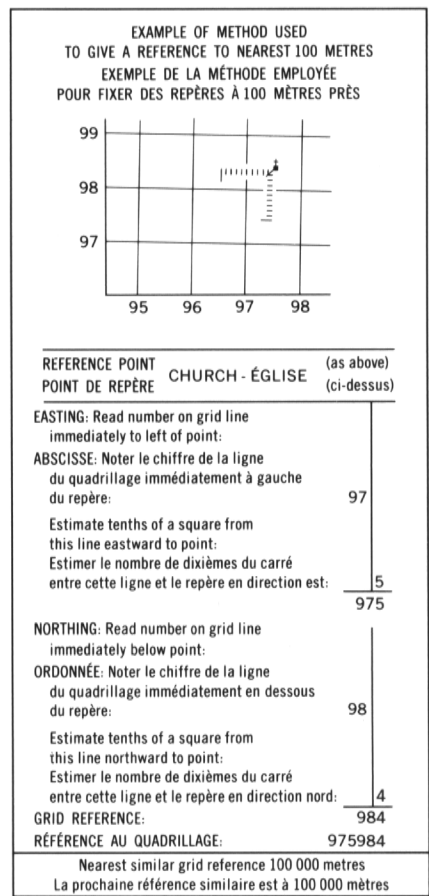 EXAMPLE OF METHOD USED
TO GIVE A REFERENCE TO NEAREST 100 METRES
EXEMPLE DE LA MÉTHODE EMPLOYÉE
POUR FIXER DES REPÈRES À 100 MÈTRES PRÈS
99
98
97
95 96 97 98
REFERENCE POINT
POINT DE REPÈRE
CHURCH - ÉGLISE
(as above)
(ci-dessus)
EASTING: Read number on grid line
immediately to left of point:
ABSCISSE: Noter le chiffre de la ligne
du quadrillage immédiatement à gauche
du repère: 97
Estimate tenths of a square from
this line eastward to point:
Estimer le nombre de dixièmes du carré
entre cette ligne et le repère en direction est: 5
975
NORTHING: Read number on grid line
immediately below point:
ORDONNÉE: Noter le chiffre de la ligne
du quadrillage immédiatement en dessous
du repère: 98
Estimate tenths of a square from
this line northward to point:
Estimer le nombre de dixièmes du carré
entre cette ligne et le repère en direction nord: 4
GRID REFERENCE: 984
RÉFÉRENCE AU QUADRILLAGE: 975984
Nearest similar grid reference 100 000 metres
La prochaine référence similaire est à 100 000 mètres